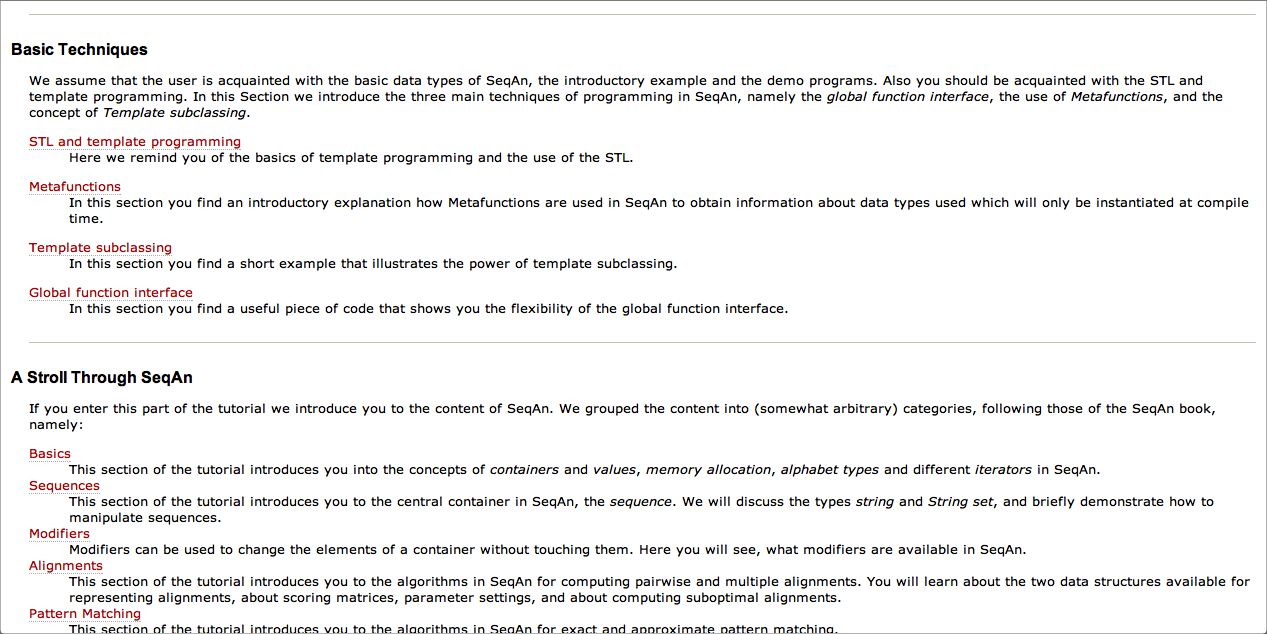 Basic Techniques
We assume that the user is acquainted with the basic data types of SeqAn, the introductory example and the demo programs. Also you should be acquainted with the STL and
template programming. In this Section we introduce the three main techniques of programming in SeqAn, namely the global function interface, the use of Metafunctions, and the
concept of Template subclassing.
STL and template programming
Here we remind you of the basics of template programming and the use of the STL.
Metafunctions
In this section you find an introductory explanation how Metafunctions are used in SeqAn to obtain information about data types used which will only be instantiated at compile
time.
Template subclassing
In this section you find a short example that illustrates the power of template subclassing.
Global function interface
In this section you find a useful piece of code that shows you the flexibility of the global function interface.
A Stroll Through SeqAn
If you enter this part of the tutorial we introduce you to the content of SeqAn. We grouped the content into (somewhat arbitrary) categories, following those of the SeqAn book,
namely:
Basics
This section of the tutorial introduces you into the concepts of containers and values, memory allocation, alphabet types and different iterators in SeqAn.
Sequences
This section of the tutorial introduces you to the central container in SeqAn, the sequence. We will discuss the types string and String set, and briefly demonstrate how to
manipulate sequences.
Modifiers
Modifiers can be used to change the elements of a container without touching them. Here you will see, what modifiers are available in SeqAn.
Alignments
This section of the tutorial introduces you to the algorithms in SeqAn for computing pairwise and multiple alignments. You will learn about the two data structures available for
representing alignments, about scoring matrices, parameter settings, and about computing suboptimal alignments.
Pattern Matching
This section of the tutorial introduces you to the algorithms in SeqAn for exact and approximate pattern matching.